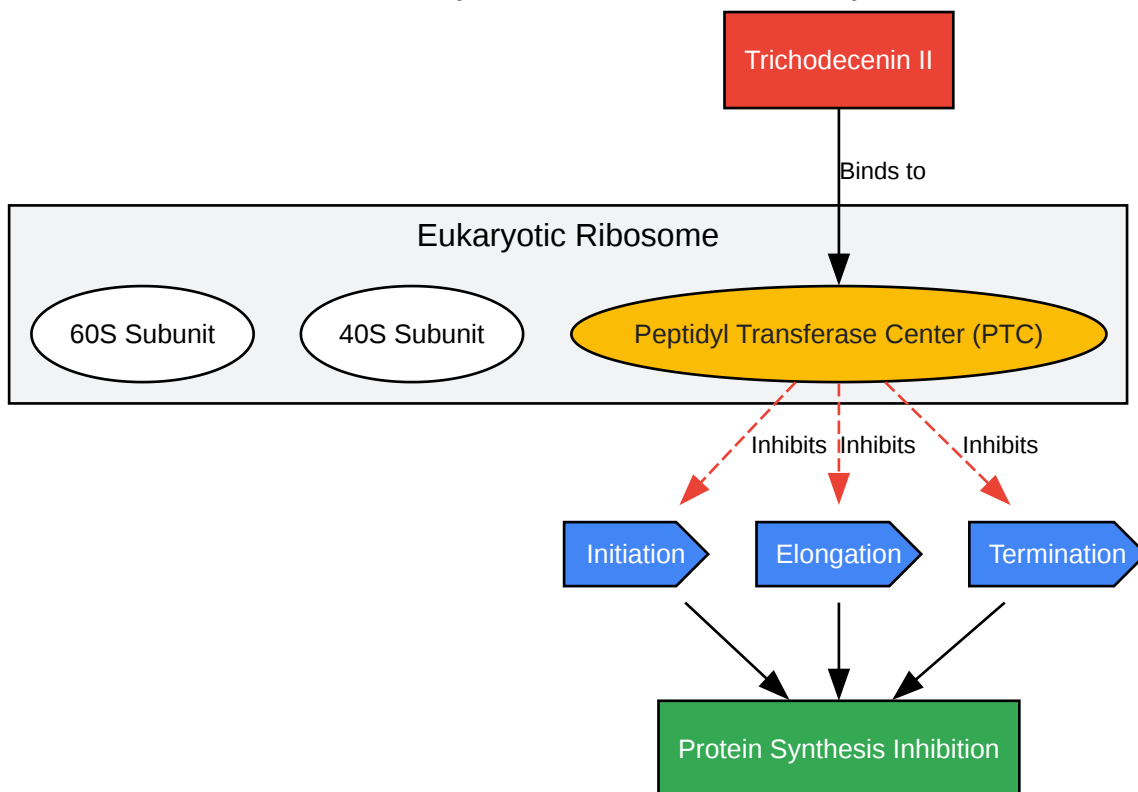 Trichodecenin II
Binds to
Eukaryotic Ribosome
60S Subunit
40S Subunit
Peptidyl Transferase Center (PTC)
Inhibits
Inhibits
Inhibits
Initiation
Elongation
Termination
Protein Synthesis Inhibition